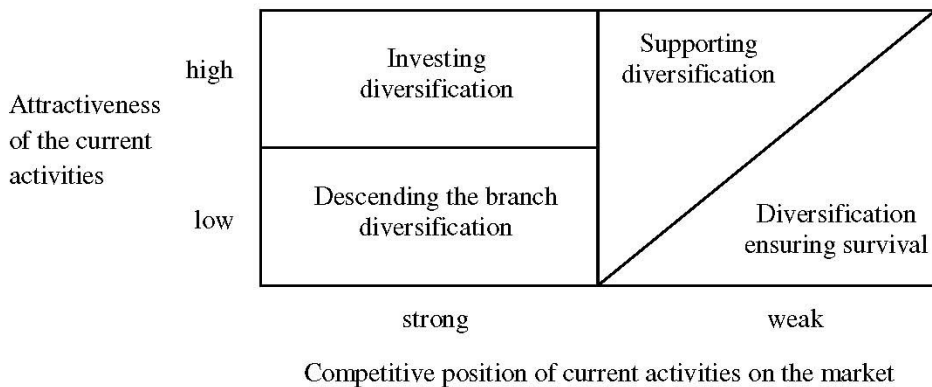 Attractiveness
of the current
activities
high
low
Investing
diversification
Supporting
diversification
Descending the branch
diversification
Diversification
ensuring survival
strong
weak
Competitive position of current activities on the market